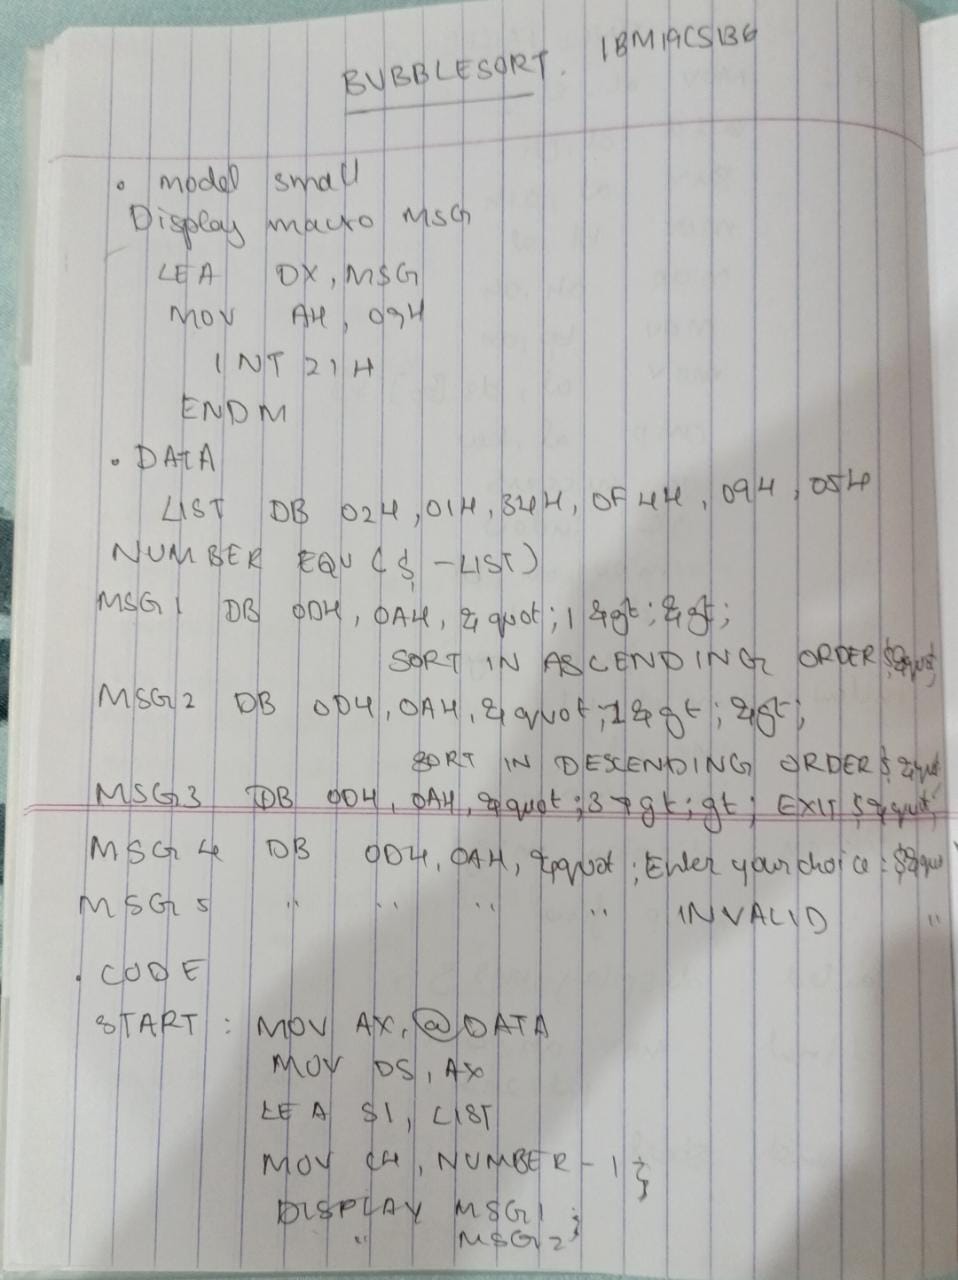 BUBBLESORT. 1BM19CS136
. model small
Display macro MSG
LEA DX, MSG
MOV AH, 09H
INT 21H
ENDM
. DATA
LIST DB 02H, 01H, 34H, 0F4H, 09H, 05H
NUMBER EQU ($ - LIST)
MSG1 DB 0DH, 0AH, &quot; 1 &gt; &gt;
SORT IN ASCENDING ORDER $&quot;
MSG2 DB 0DH, 0AH, &quot; 2 &gt; &gt;
SORT IN DESCENDING ORDER $ &quot
MSG3 DB 0DH, 0AH, &quot; 3 &gt; gt; EXIT $&quot;
MSG4 DB 0DH, 0AH, &quot; Enter your choice : $&quo
MSG5 " " " " INVALID "
. CODE
START : MOV AX, @DATA
MOV DS, AX
LEA SI, LIST
MOV CH, NUMBER - 1 ;
DISPLAY MSG1 ;
" MSG2